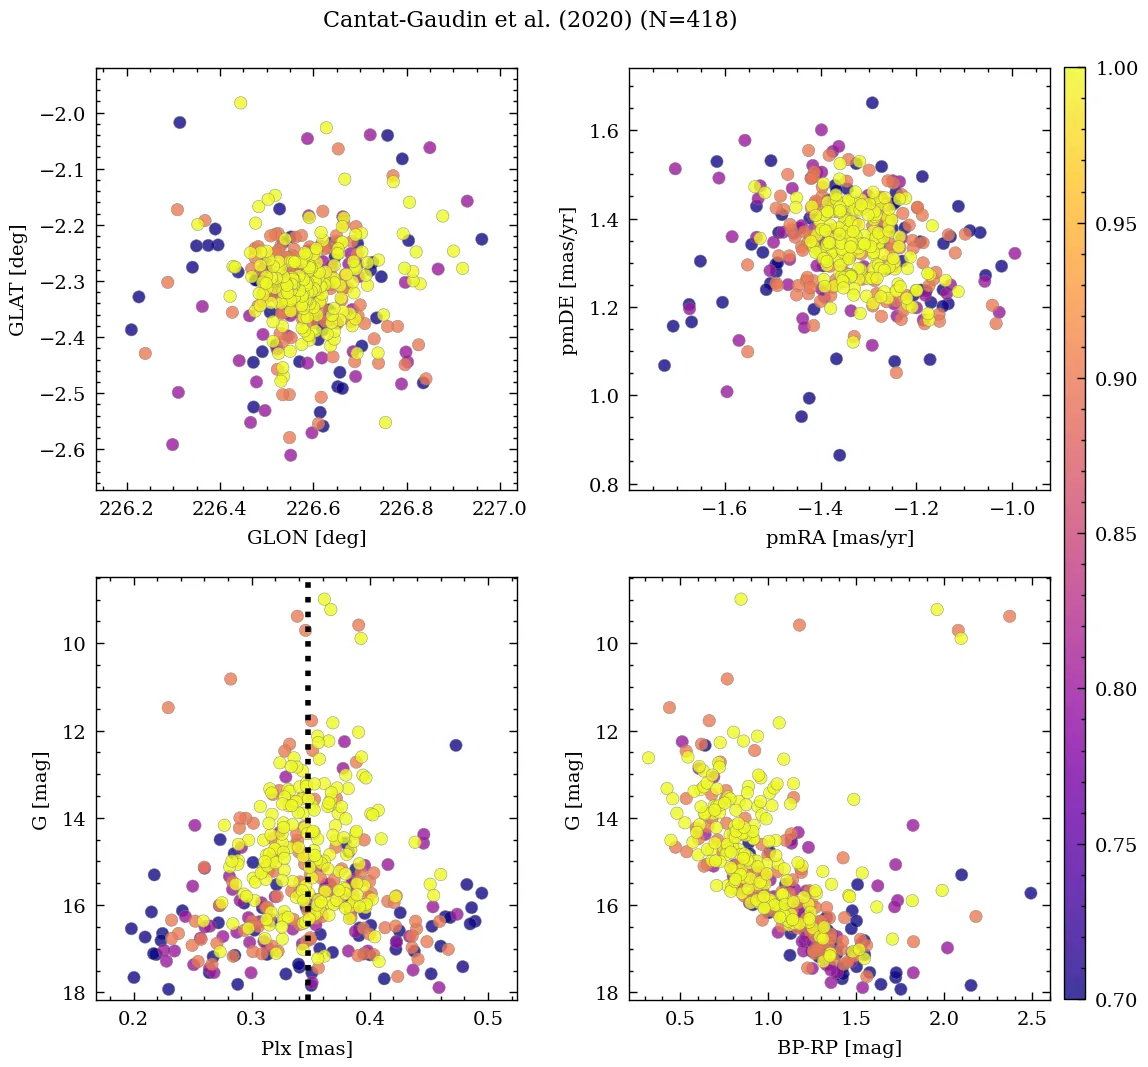 Cantat-Gaudin et al. (2020) (N=418)
−2.0
−2.1
−2.2
−2.3
−2.4
−2.5
−2.6
GLAT [deg]
226.2 226.4 226.6 226.8 227.0
GLON [deg]
1.6
1.4
1.2
1.0
0.8
pmDE [mas/yr]
−1.6 −1.4 −1.2 −1.0
pmRA [mas/yr]
1.00
0.95
0.90
0.85
0.80
0.75
0.70
10
12
14
16
18
G [mag]
0.2 0.3 0.4 0.5
Plx [mas]
10
12
14
16
18
G [mag]
0.5 1.0 1.5 2.0 2.5
BP-RP [mag]